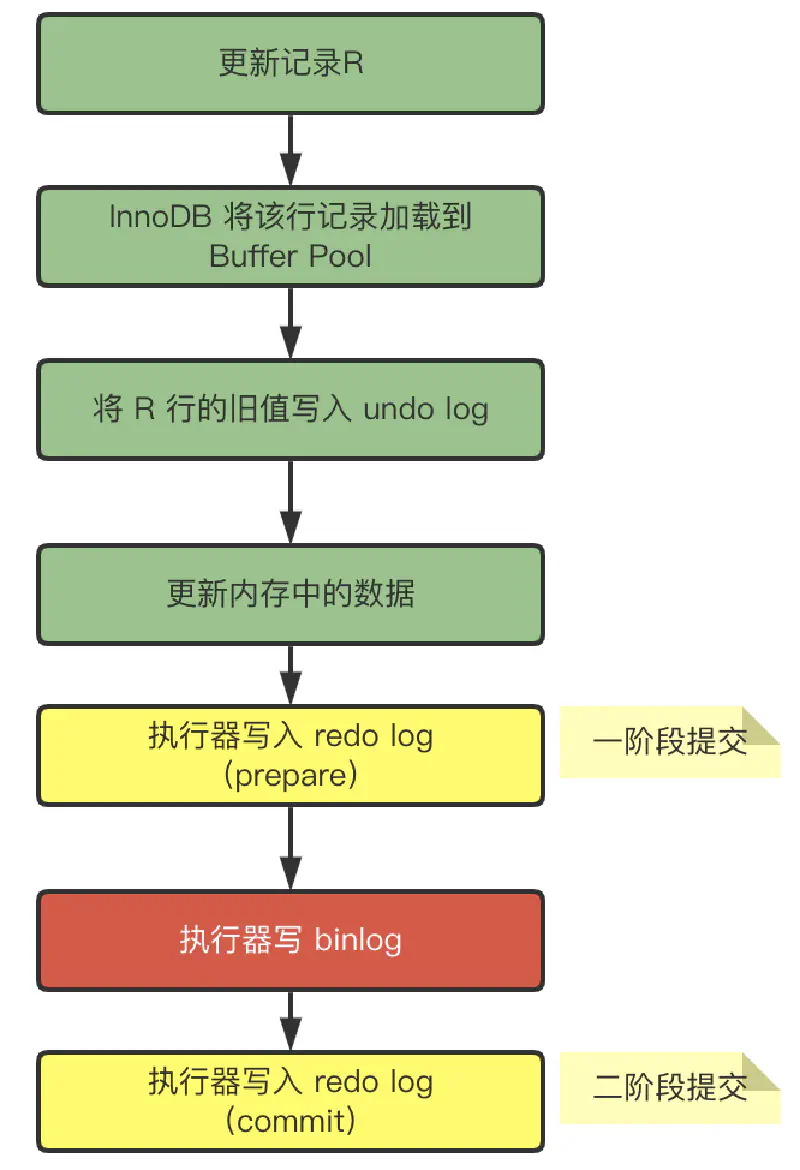 更新记录R
InnoDB 将该行记录加载到
Buffer Pool
将 R 行的旧值写入 undo log
更新内存中的数据
执行器写入 redo log
（prepare）
一阶段提交
执行器写 binlog
执行器写入 redo log
（commit）
二阶段提交